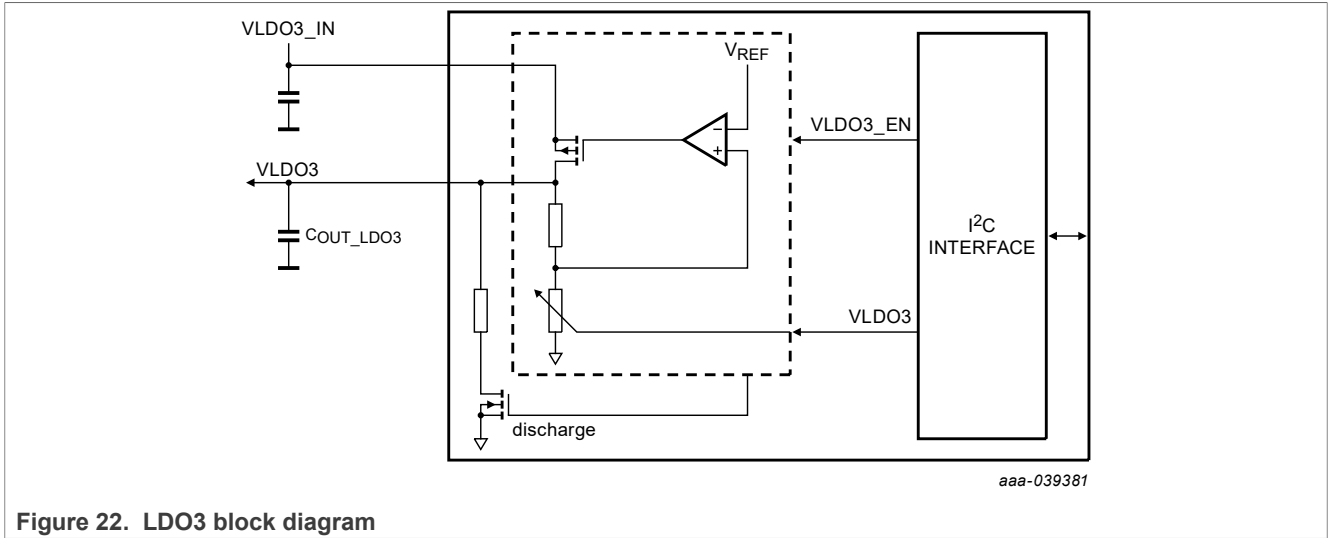 VLDO3_IN
VREF
−
+
VLDO3_EN
VLDO3
COUT_LDO3
I2C
INTERFACE
VLDO3
discharge
aaa-039381
Figure 22. LDO3 block diagram